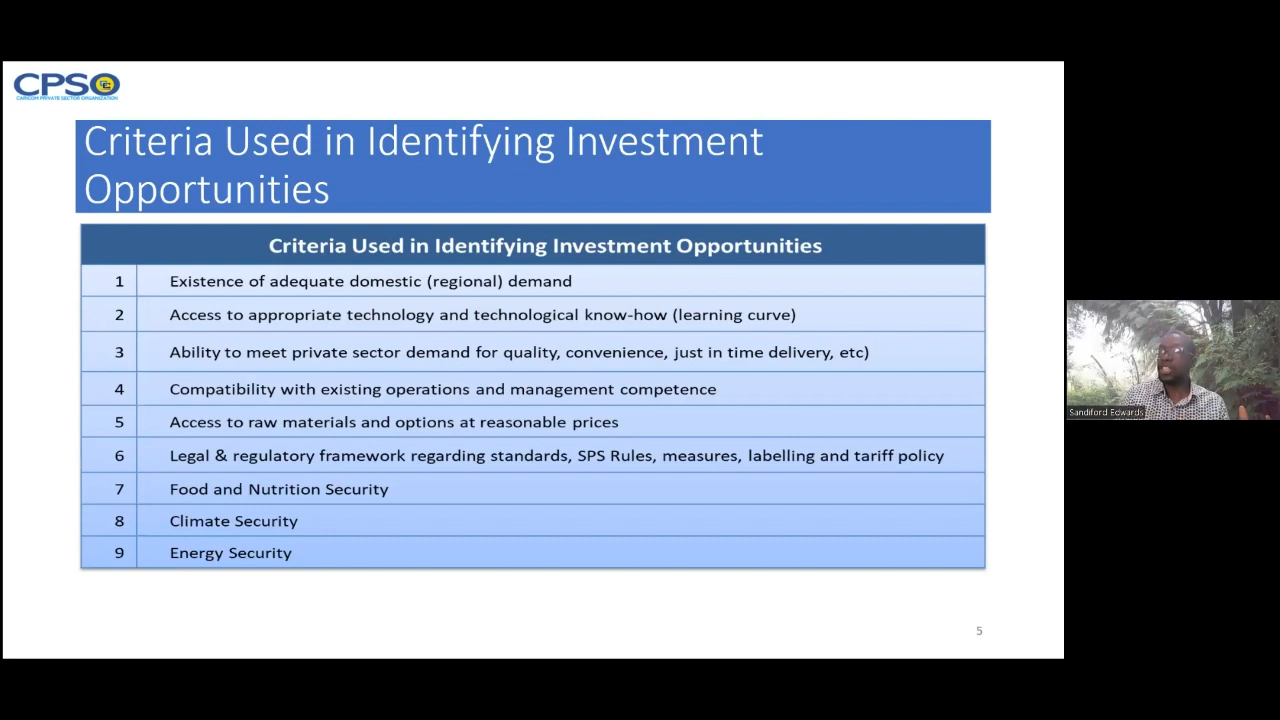 CPSO
CARICOM PRIVATE SECTOR ORGANIZATION
Criteria Used in Identifying Investment
Opportunities
Criteria Used in Identifying Investment Opportunities
1 Existence of adequate domestic (regional) demand
2 Access to appropriate technology and technological know-how (learning curve)
3 Ability to meet private sector demand for quality, convenience, just in time delivery, etc)
4 Compatibility with existing operations and management competence
5 Access to raw materials and options at reasonable prices
6 Legal & regulatory framework regarding standards, SPS Rules, measures, labelling and tariff policy
7 Food and Nutrition Security
8 Climate Security
9 Energy Security
5
Sandiford Edwards